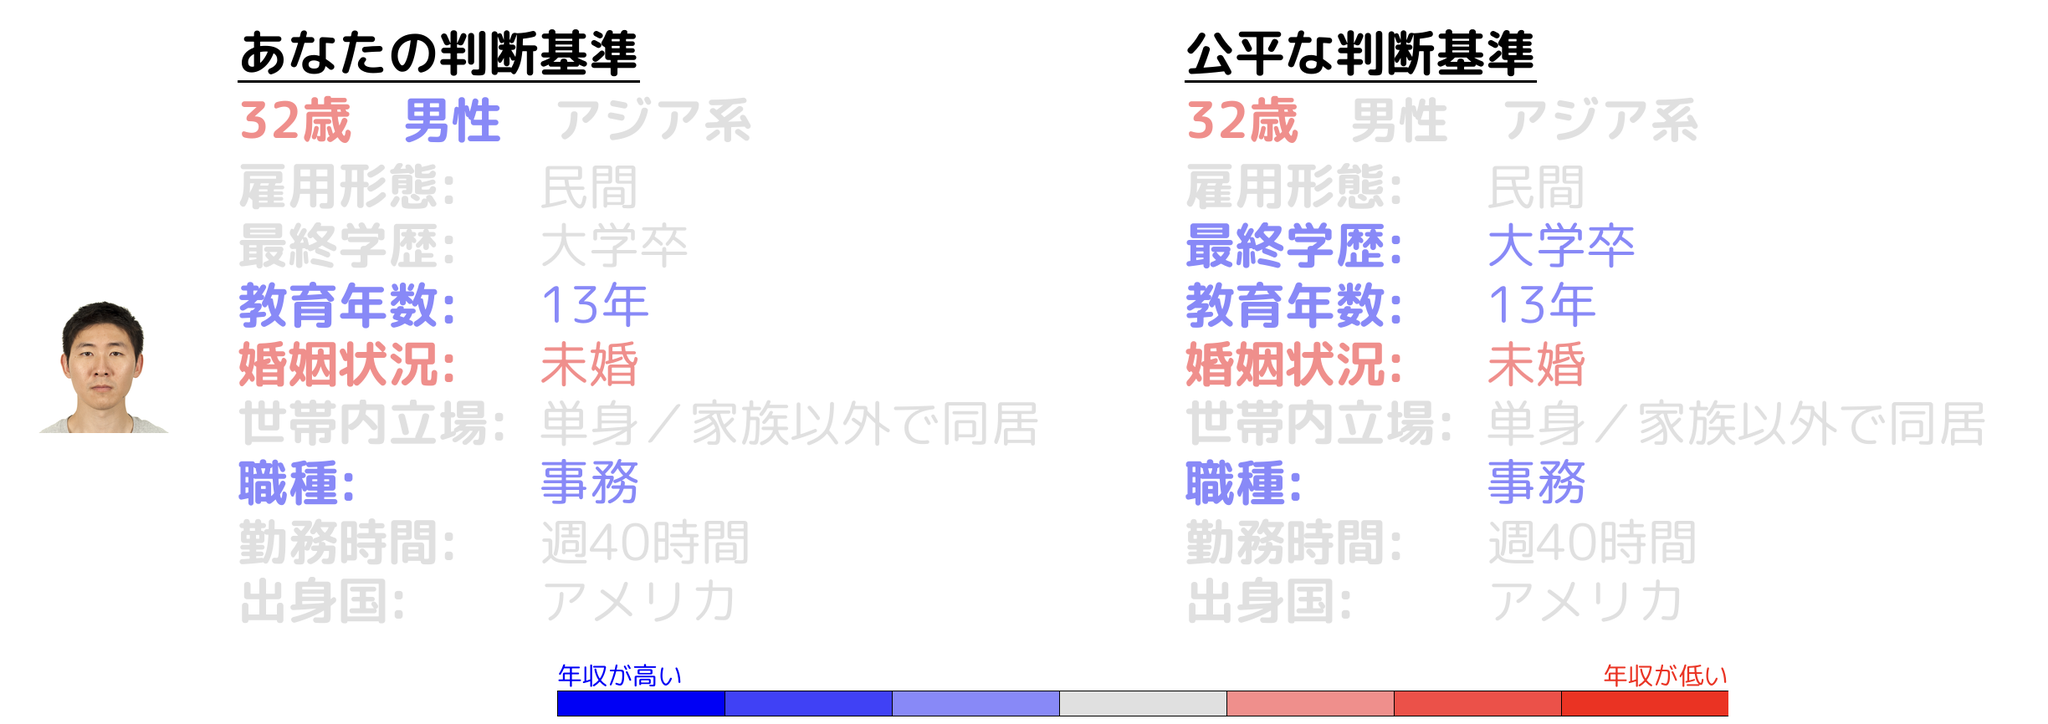 あなたの判断基準
32歳 男性 アジア系
雇用形態: 民間
最終学歴: 大学卒
教育年数: 13年
婚姻状況: 未婚
世帯内立場: 単身／家族以外で同居
職種: 事務
勤務時間: 週40時間
出身国: アメリカ
公平な判断基準
32歳 男性 アジア系
雇用形態: 民間
最終学歴: 大学卒
教育年数: 13年
婚姻状況: 未婚
世帯内立場: 単身／家族以外で同居
職種: 事務
勤務時間: 週40時間
出身国: アメリカ
年収が高い
年収が低い